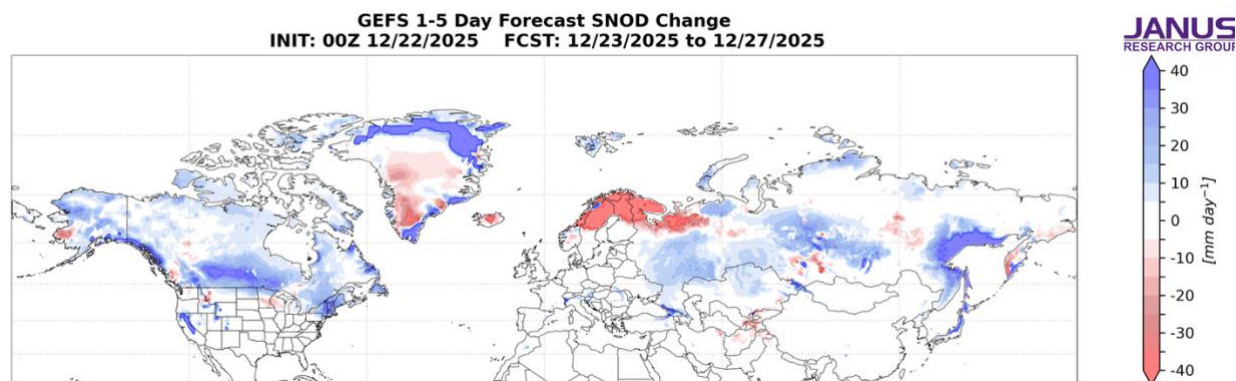 GEFS 1-5 Day Forecast SNOD Change
INIT: 00Z 12/22/2025 FCST: 12/23/2025 to 12/27/2025
JANUS
RESEARCH GROUP
40
30
20
10
0
-10
-20
-30
-40
[mm day⁻¹]